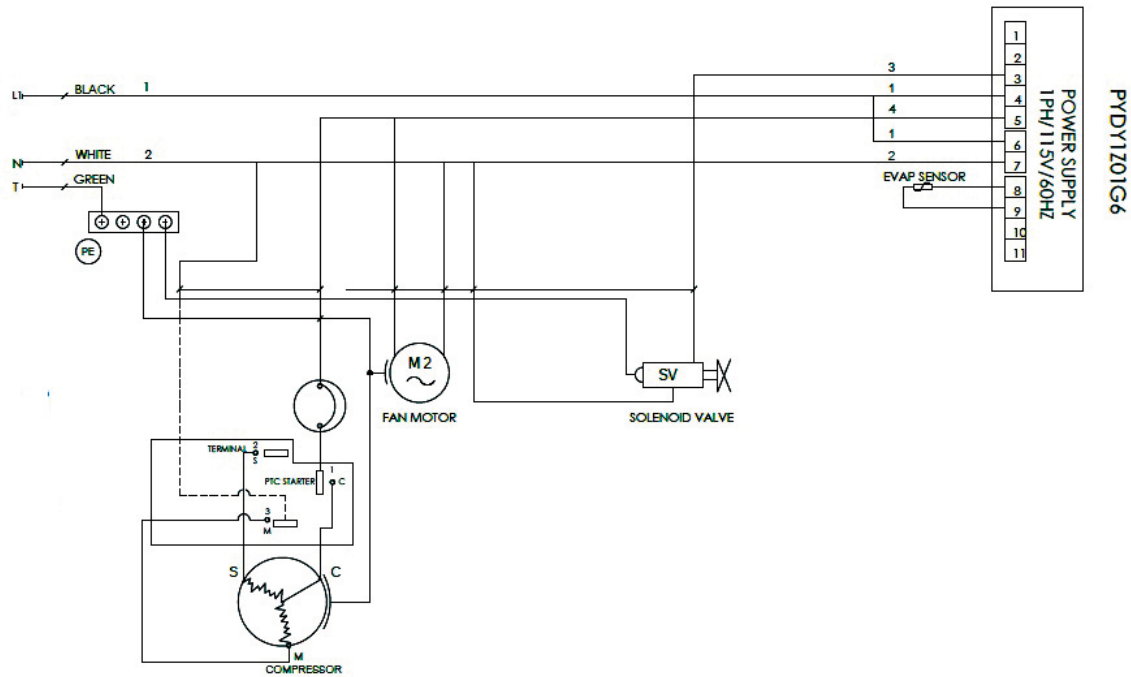 L1
BLACK
1
N
WHITE
2
T
GREEN
PE
3
1
4
1
2
EVAP SENSOR
1
2
3
4
5
6
7
8
9
10
11
POWER SUPPLY
1PH/115V/60HZ
PYDY1Z01G6
M2
FAN MOTOR
SV
SOLENOID VALVE
TERMINAL
2
S
PTC STARTER
1
C
3
M
S
C
M
COMPRESSOR